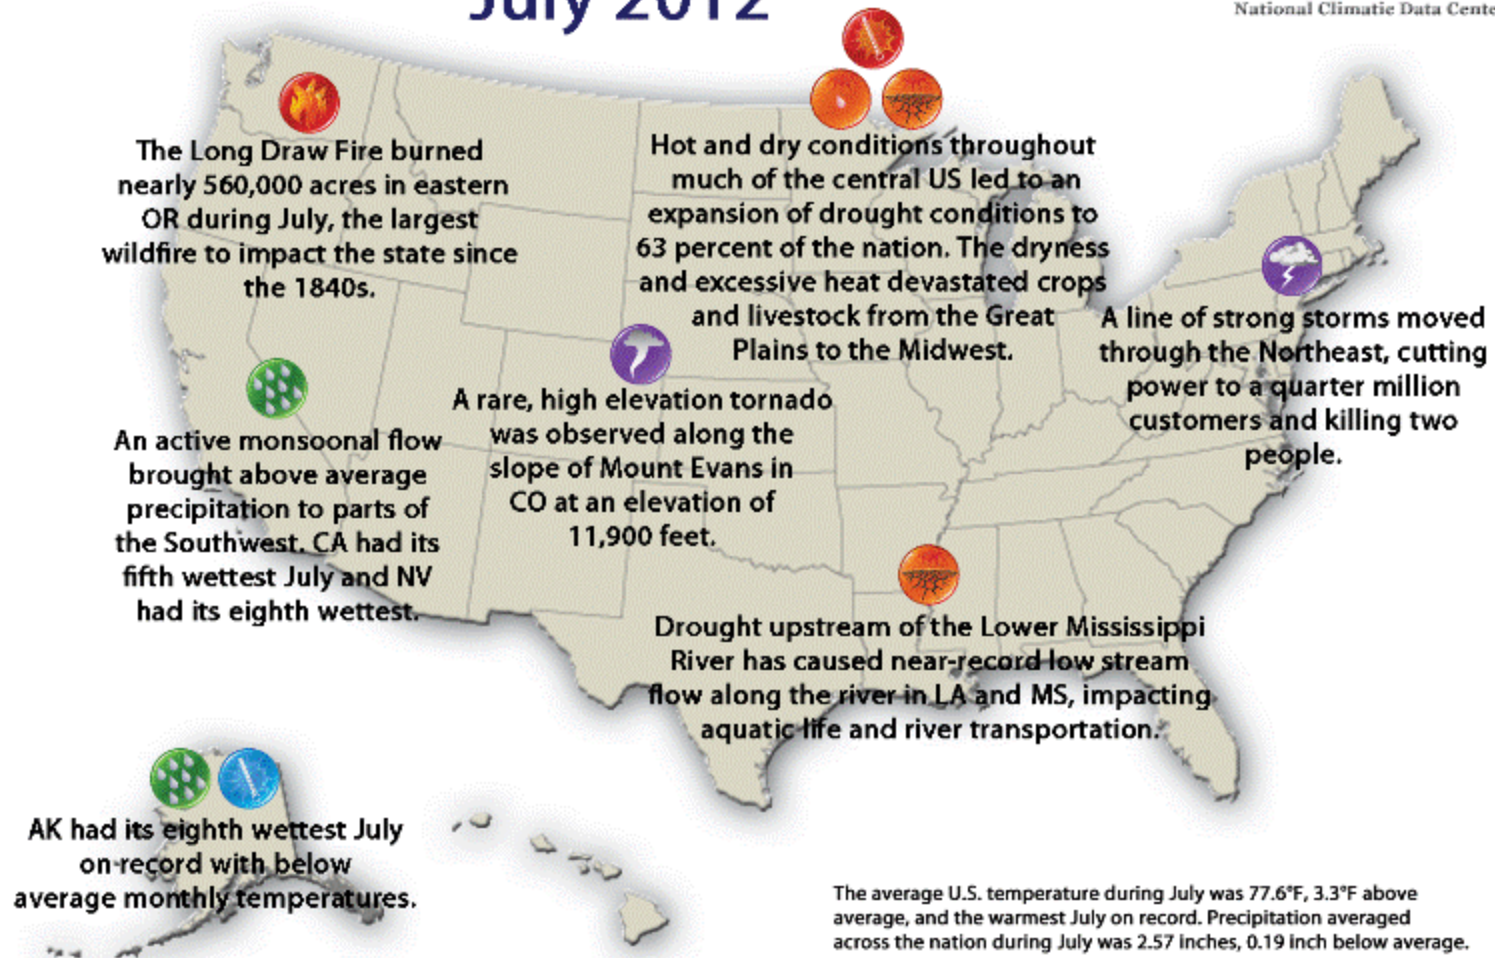 July 2012
National Climatic Data Cente
The Long Draw Fire burned
nearly 560,000 acres in eastern
OR during July, the largest
wildfire to impact the state since
the 1840s.
Hot and dry conditions throughout
much of the central US led to an
expansion of drought conditions to
63 percent of the nation. The dryness
and excessive heat devastated crops
and livestock from the Great
Plains to the Midwest.
A line of strong storms moved
through the Northeast, cutting
power to a quarter million
customers and killing two
people.
A rare, high elevation tornado
was observed along the
slope of Mount Evans in
CO at an elevation of
11,900 feet.
An active monsoonal flow
brought above average
precipitation to parts of
the Southwest. CA had its
fifth wettest July and NV
had its eighth wettest.
Drought upstream of the Lower Mississippi
River has caused near-record low stream
flow along the river in LA and MS, impacting
aquatic life and river transportation.
AK had its eighth wettest July
on record with below
average monthly temperatures.
The average U.S. temperature during July was 77.6°F, 3.3°F above
average, and the warmest July on record. Precipitation averaged
across the nation during July was 2.57 inches, 0.19 inch below average.